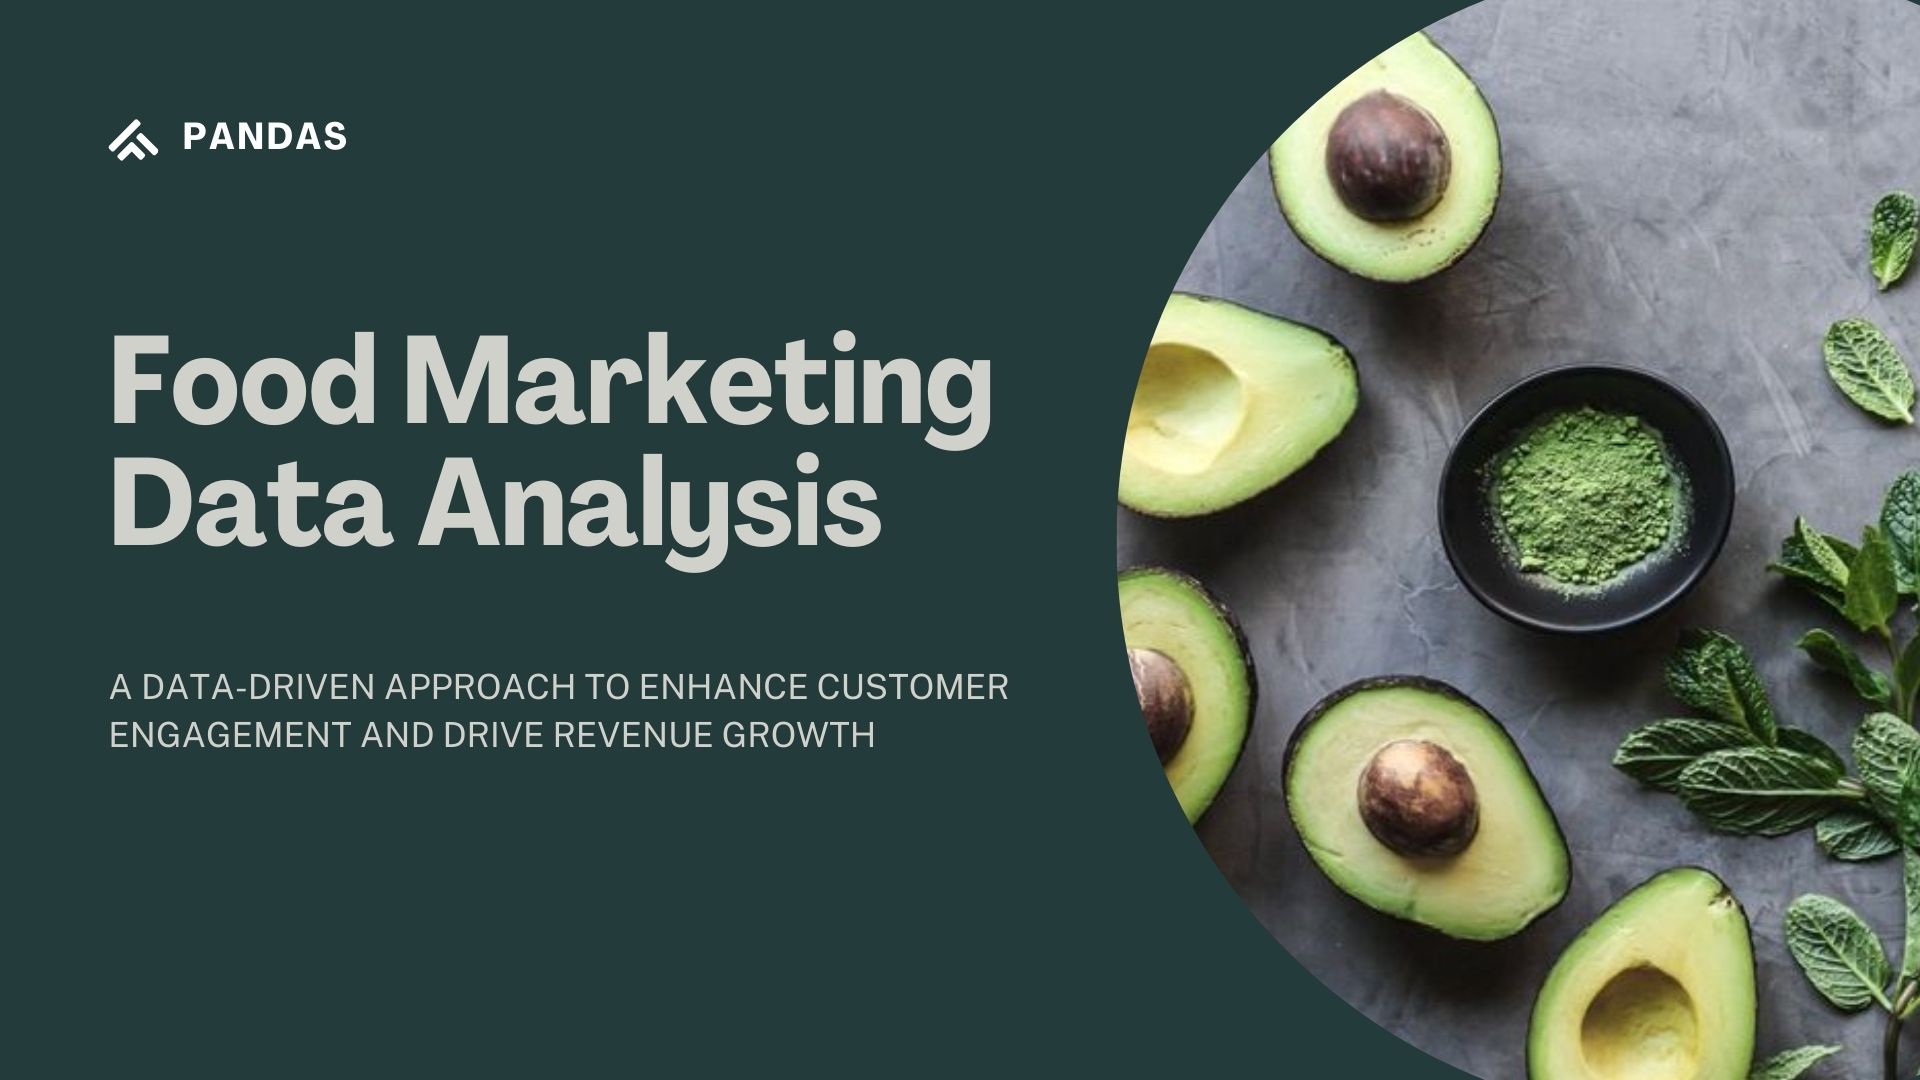 PANDAS
Food Marketing
Data Analysis
A DATA-DRIVEN APPROACH TO ENHANCE CUSTOMER
ENGAGEMENT AND DRIVE REVENUE GROWTH